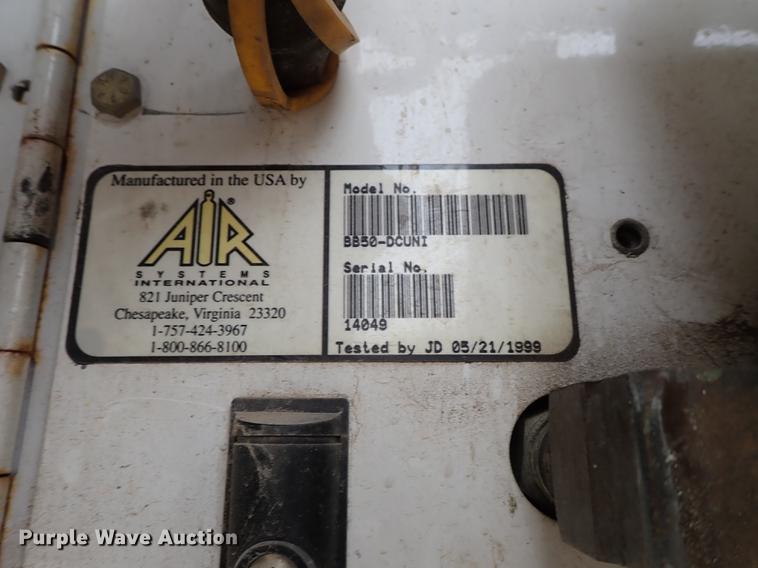 Manufactured in the USA by
AIR®
SYSTEMS
INTERNATIONAL
821 Juniper Crescent
Chesapeake, Virginia 23320
1-757-424-3967
1-800-866-8100
Model No.
BB50-DCUNI
Serial No.
14049
Tested by JD 05/21/1999
Purple Wave Auction